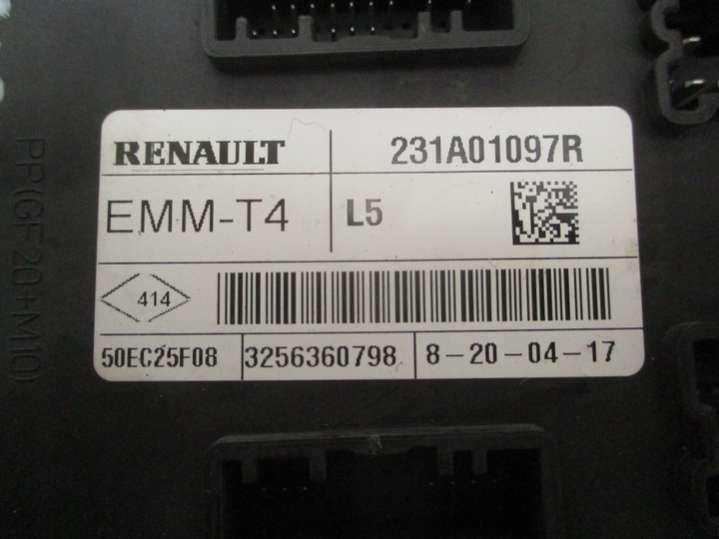 RENAULT 231A01097R
EMM-T4 L5
414
50EC25F08 3256360798 8-20-04-17
PP(GF20+M10)